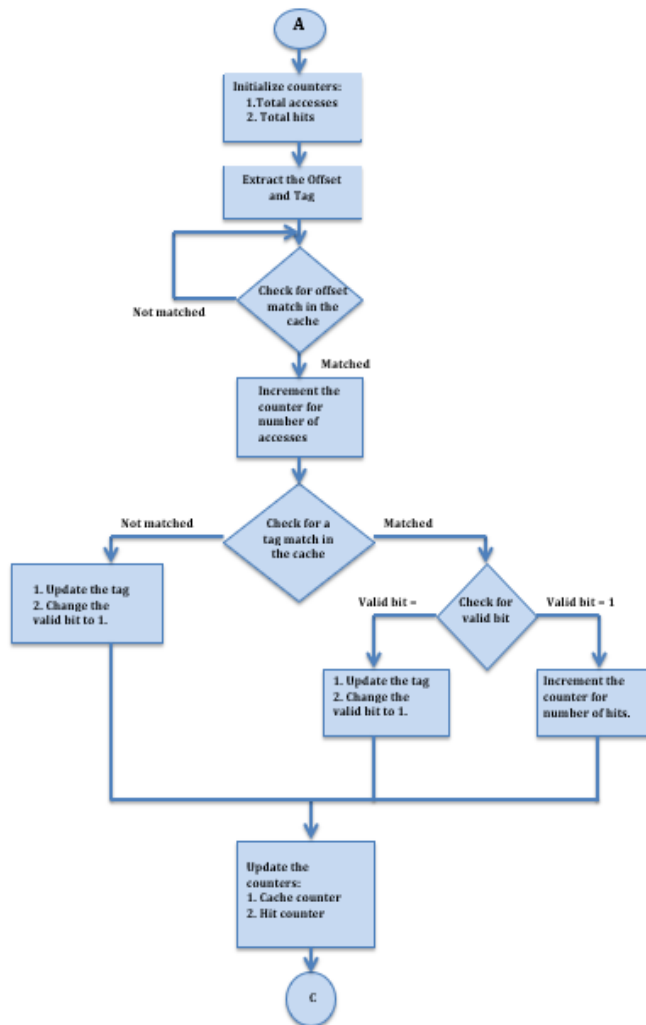 A
Initialize counters:
1.Total accesses
2. Total hits
Extract the Offset
and Tag
Check for offset
match in the
cache
Not matched
Matched
Increment the
counter for
number of
accesses
Not matched
Check for a
tag match in
the cache
Matched
1. Update the tag
2. Change the
valid bit to 1.
Valid bit =
Check for
valid bit
Valid bit = 1
1. Update the tag
2. Change the
valid bit to 1.
Increment the
counter for
number of hits.
Update the
counters:
1. Cache counter
2. Hit counter
C